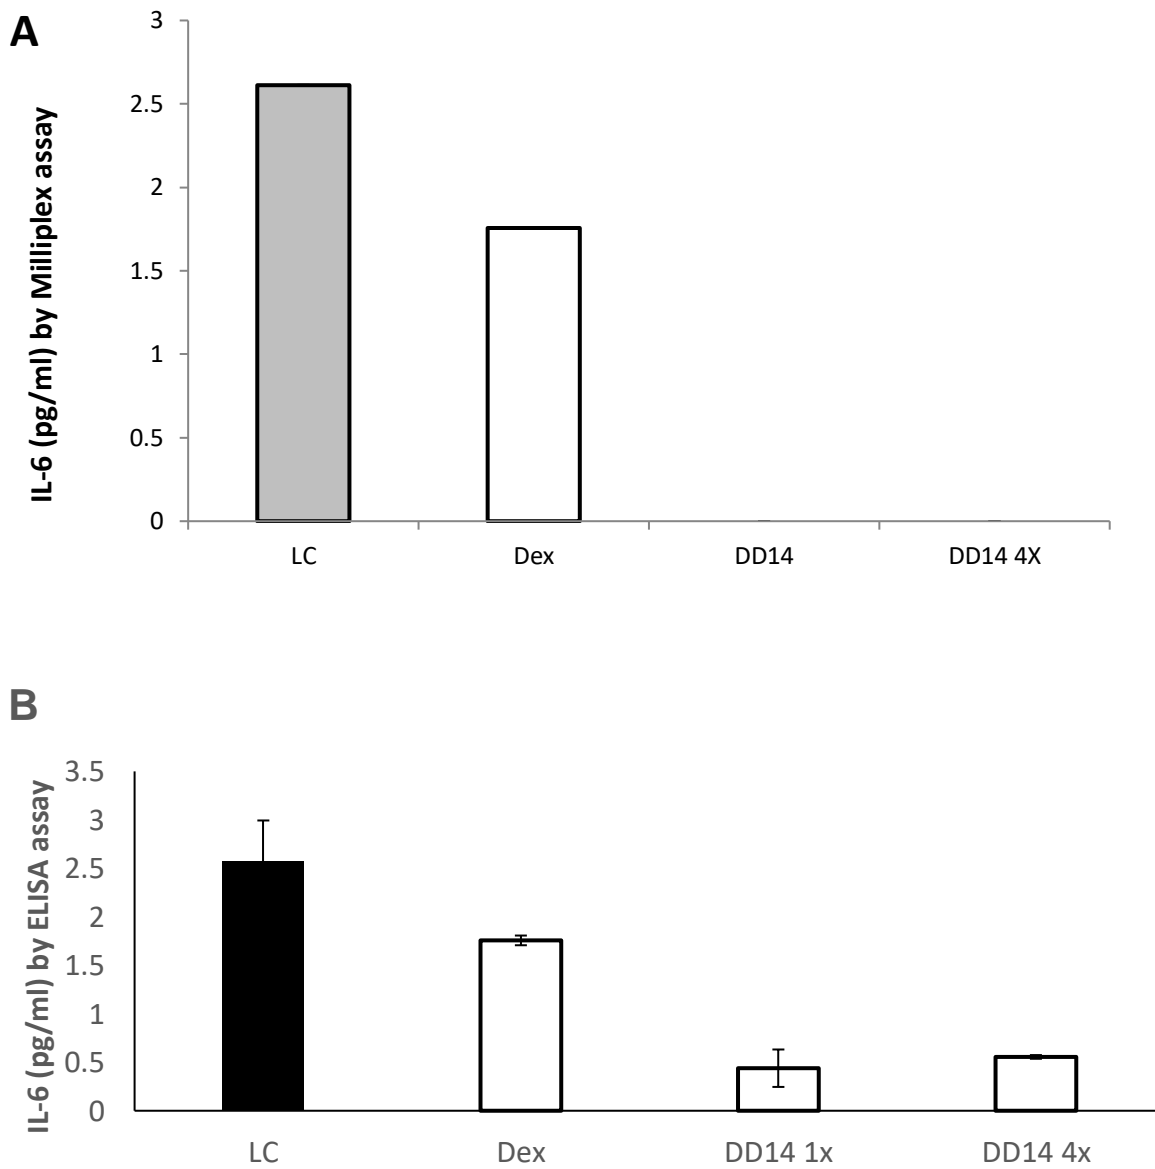 A
IL-6 (pg/ml) by Milliplex assay
3
2.5
2
1.5
1
0.5
0
LC Dex DD14 DD14 4X
B
IL-6 (pg/ml) by ELISA assay
3.5
3
2.5
2
1.5
1
0.5
0
LC Dex DD14 1x DD14 4x